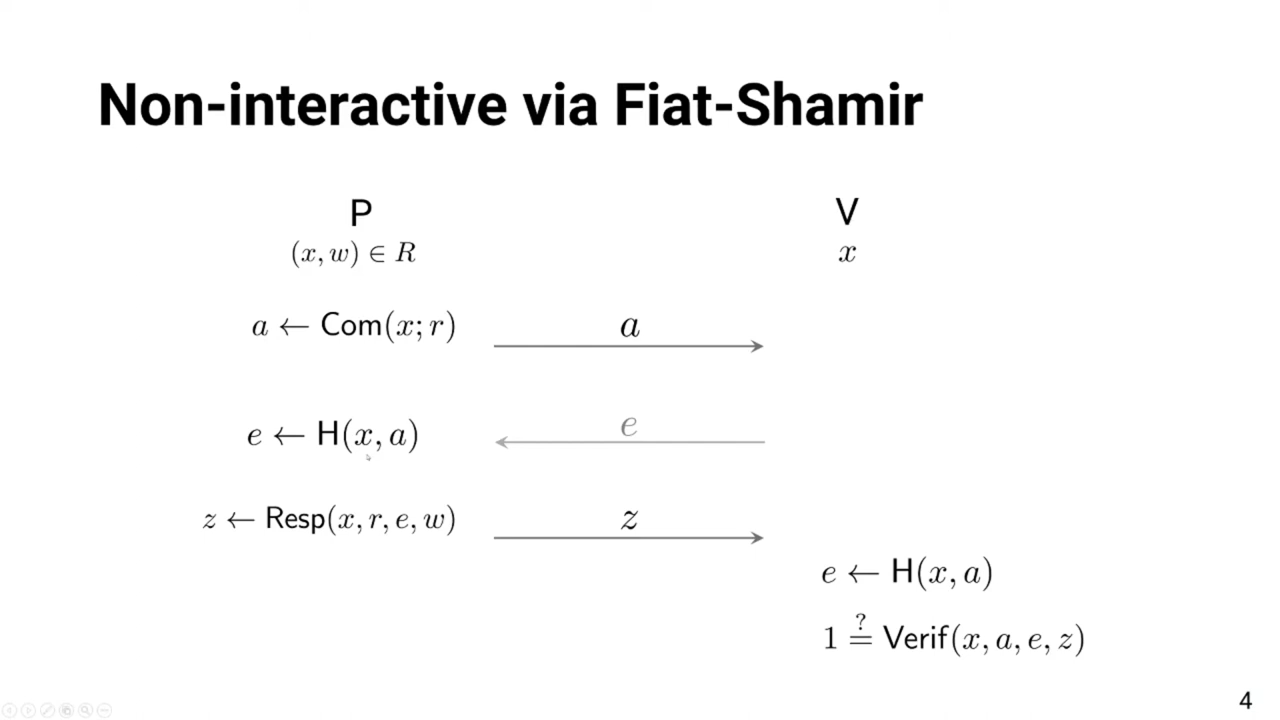 Non-interactive via Fiat-Shamir
P
V
(x, w) ∈ R
x
a ← Com(x; r)
a
e ← H(x, a)
e
z ← Resp(x, r, e, w)
z
e ← H(x, a)
1 ≟ Verif(x, a, e, z)
4